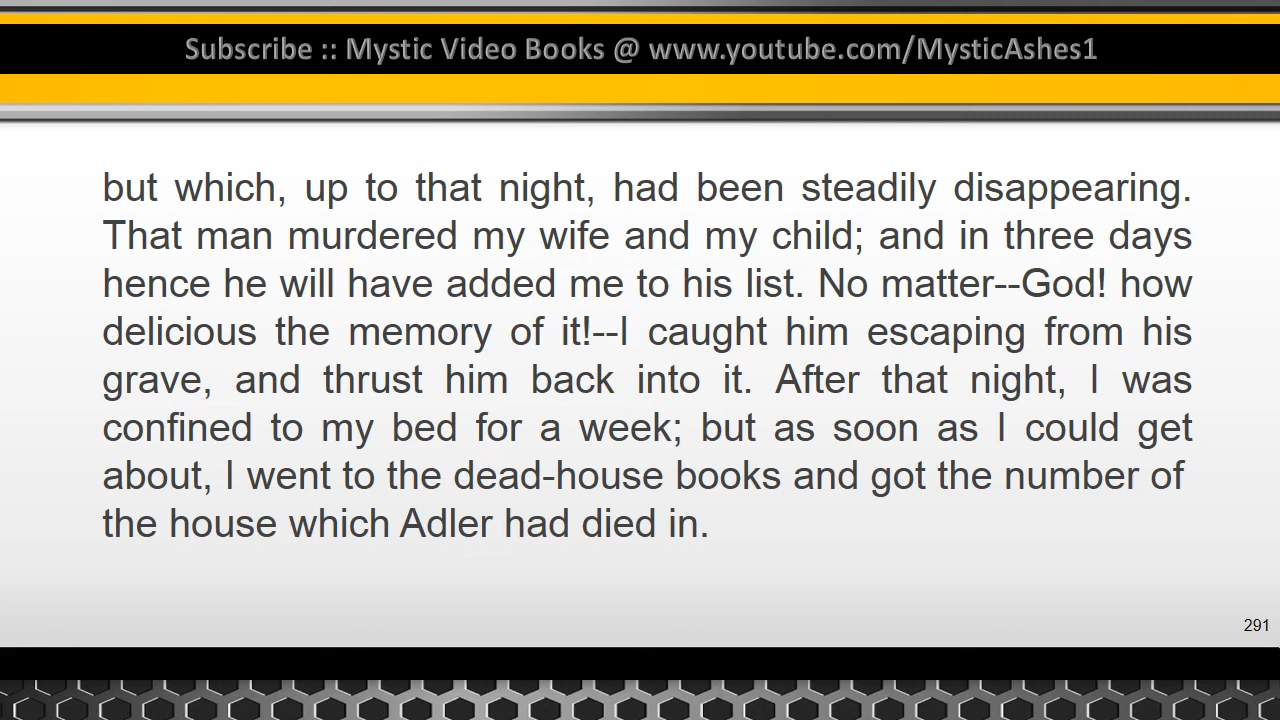 Subscribe :: Mystic Video Books @ www.youtube.com/MysticAshes1
but which, up to that night, had been steadily disappearing.
That man murdered my wife and my child; and in three days
hence he will have added me to his list. No matter--God! how
delicious the memory of it!--I caught him escaping from his
grave, and thrust him back into it. After that night, I was
confined to my bed for a week; but as soon as I could get
about, I went to the dead-house books and got the number of
the house which Adler had died in.
291